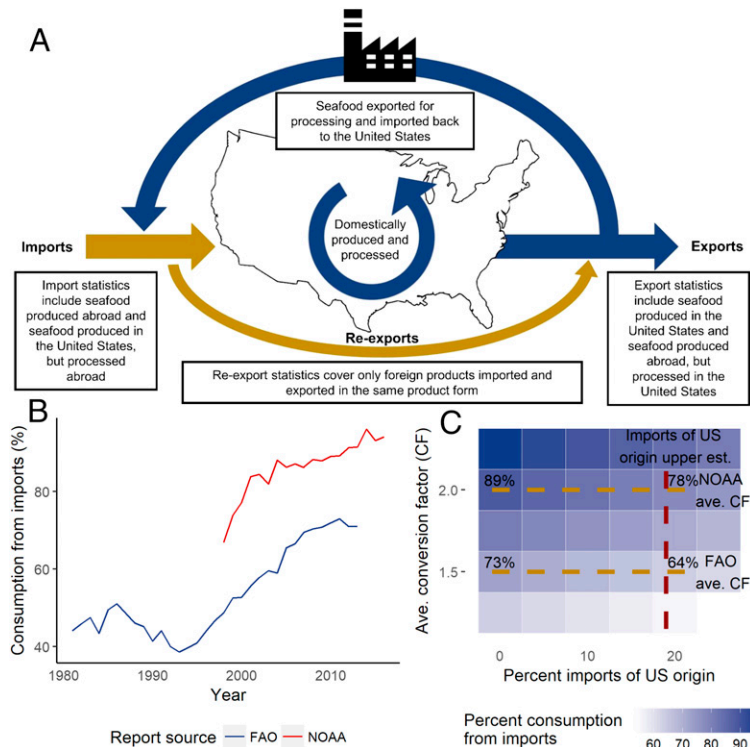 A
Seafood exported for
processing and imported back
to the United States
Domestically
produced and
processed
Imports
Exports
Import statistics
include seafood
produced abroad and
seafood produced in
the United States,
but processed
abroad
Export statistics
include seafood
produced in the
United States and
seafood produced
abroad, but
processed in the
United States
Re-exports
Re-export statistics cover only foreign products imported and
exported in the same product form
B
Consumption from imports (%)
80
60
40
1980
1990
2000
2010
Year
Report source
FAO
NOAA
C
Ave. conversion factor (CF)
Imports of US
origin upper est.
2.0
89%
78%
NOAA
ave. CF
1.5
73%
64%
FAO
ave. CF
0
10
20
Percent imports of US origin
Percent consumption
from imports
60
70
80
90